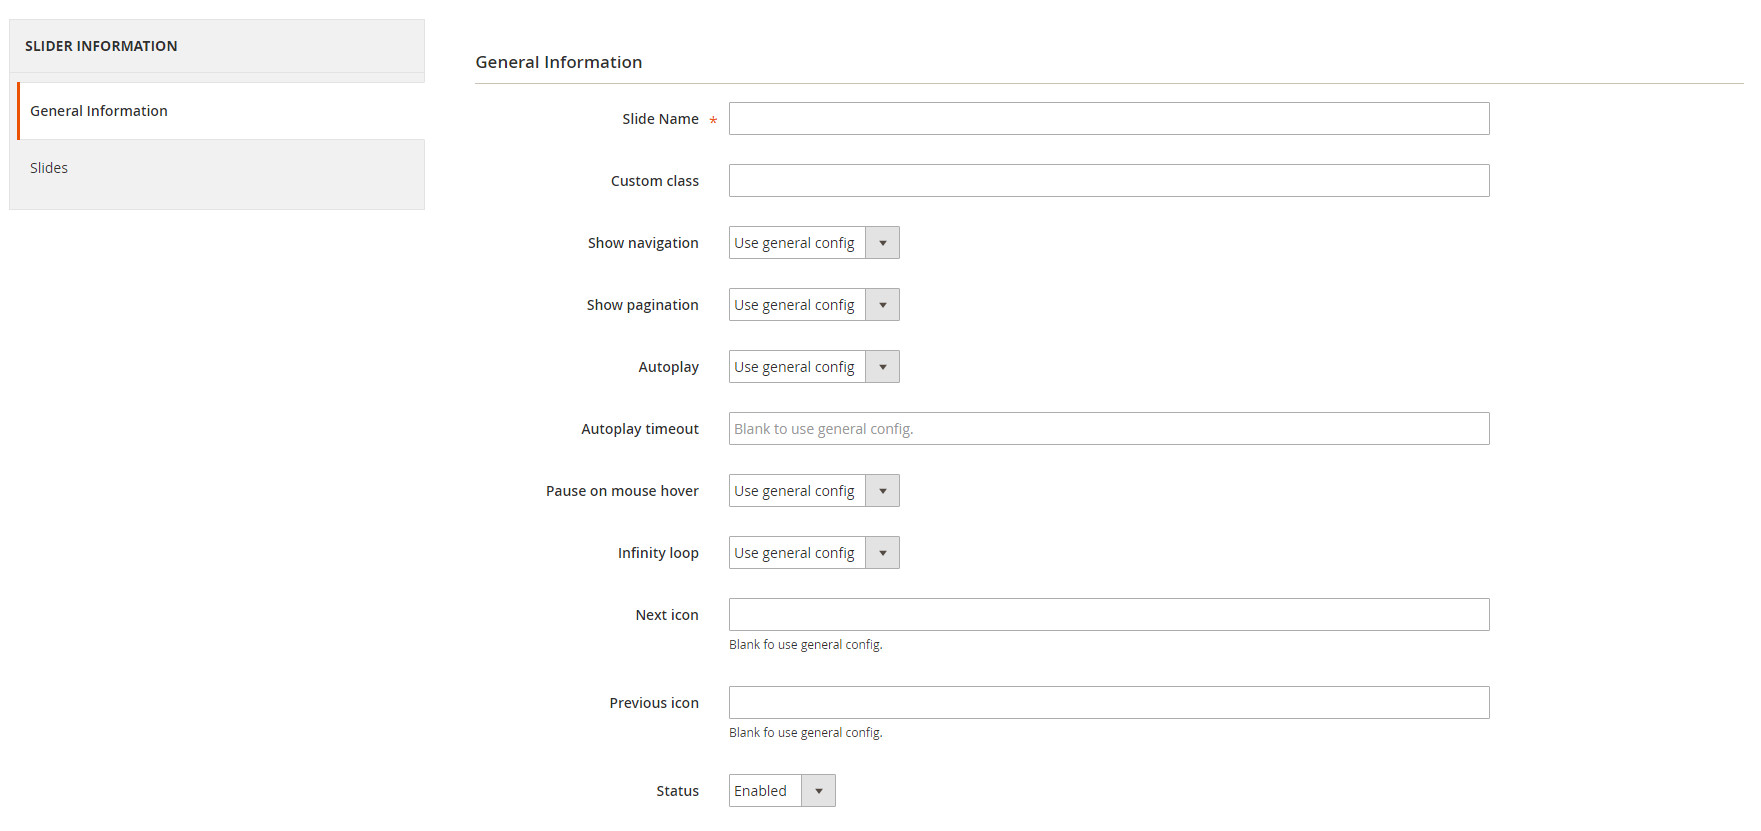 SLIDER INFORMATION
General Information
Slides
General Information
Slide Name *
Custom class
Show navigation Use general config
Show pagination Use general config
Autoplay Use general config
Autoplay timeout Blank to use general config.
Pause on mouse hover Use general config
Infinity loop Use general config
Next icon
Blank fo use general config.
Previous icon
Blank fo use general config.
Status Enabled